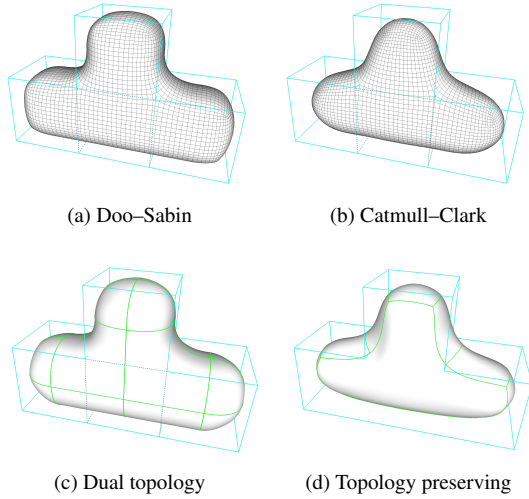 (a) Doo–Sabin
(b) Catmull–Clark
(c) Dual topology
(d) Topology preserving